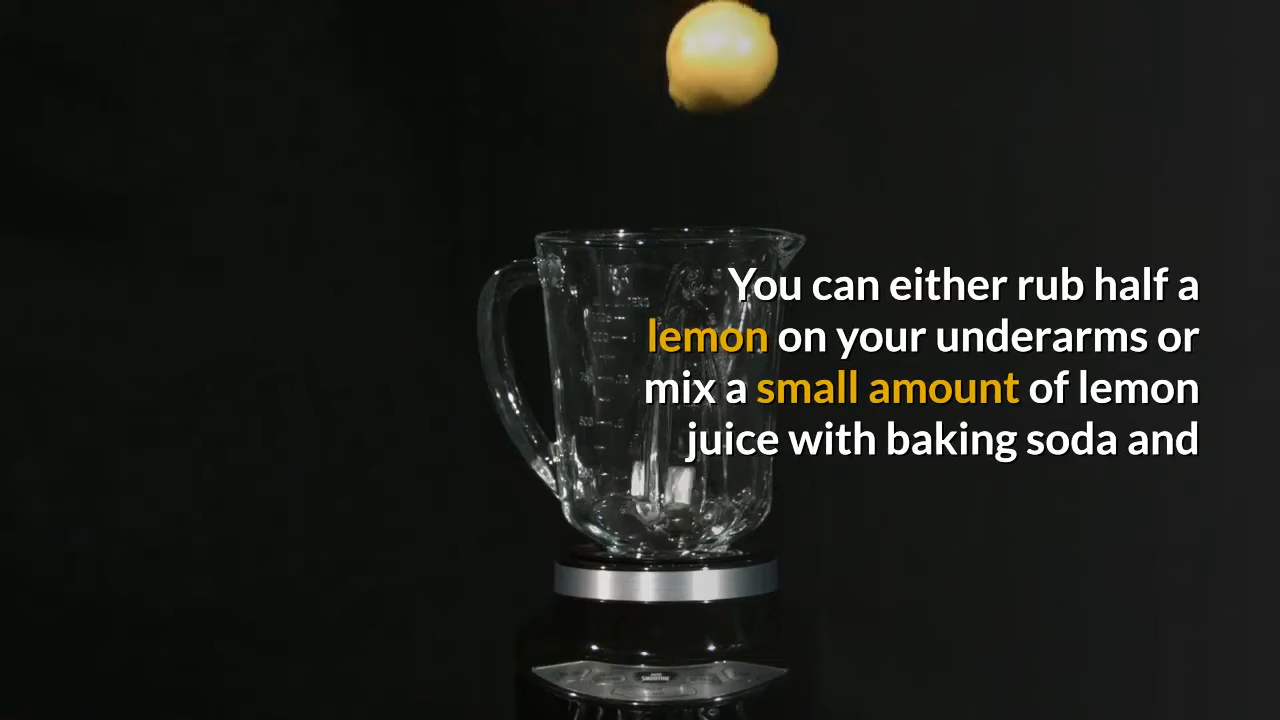 You can either rub half a
lemon on your underarms or
mix a small amount of lemon
juice with baking soda and